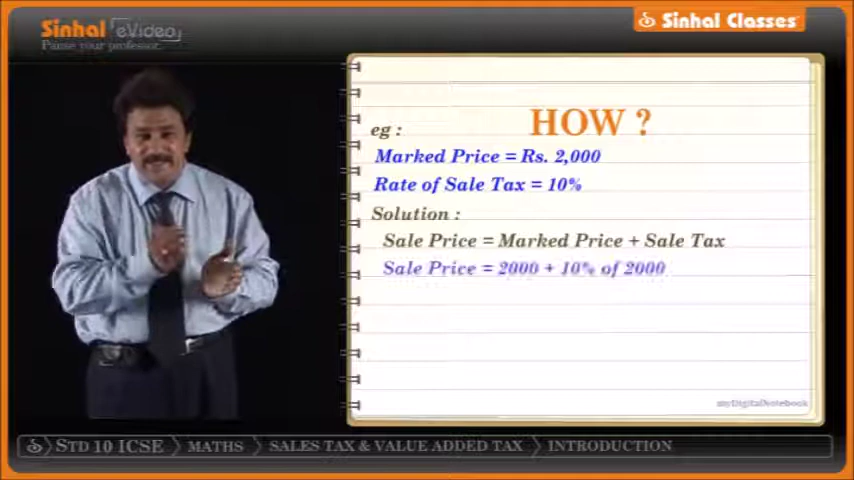 Sinhal eVideo
Pause your professor.
Sinhal Classes
HOW ?
eg :
Marked Price = Rs. 2,000
Rate of Sale Tax = 10%
Solution :
Sale Price = Marked Price + Sale Tax
Sale Price = 2000 + 10% of 2000
myDigitalNotebook
STD 10 ICSE
MATHS
SALES TAX & VALUE ADDED TAX
INTRODUCTION